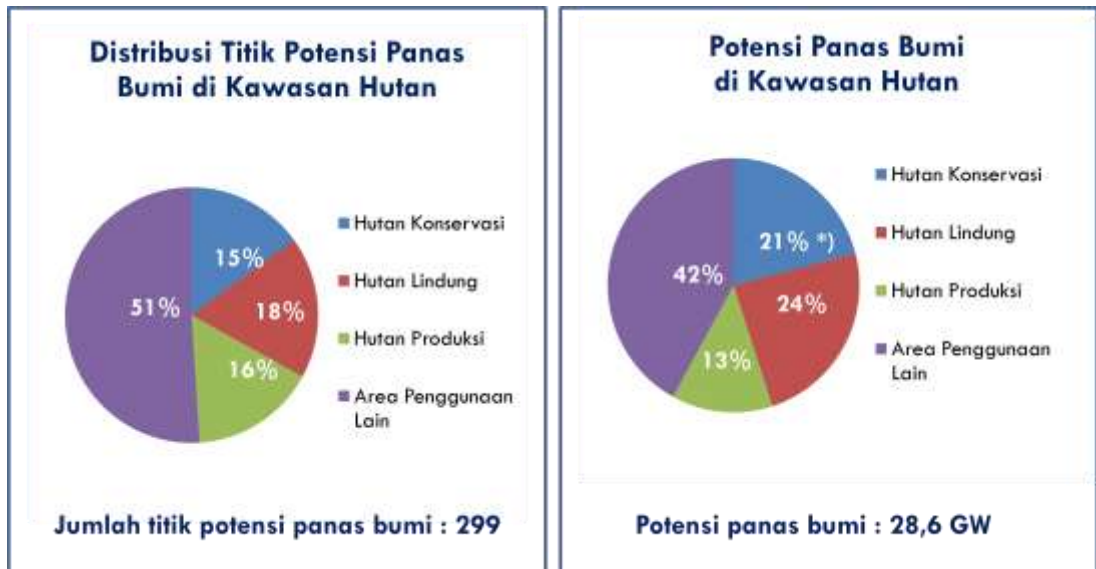 Distribusi Titik Potensi Panas
Bumi di Kawasan Hutan
15%
18%
16%
51%
Hutan Konservasi
Hutan Lindung
Hutan Produksi
Area Penggunaan
Lain
Jumlah titik potensi panas bumi : 299
Potensi Panas Bumi
di Kawasan Hutan
21% *)
24%
13%
42%
Hutan Konservasi
Hutan Lindung
Hutan Produksi
Area Penggunaan
Lain
Potensi panas bumi : 28,6 GW